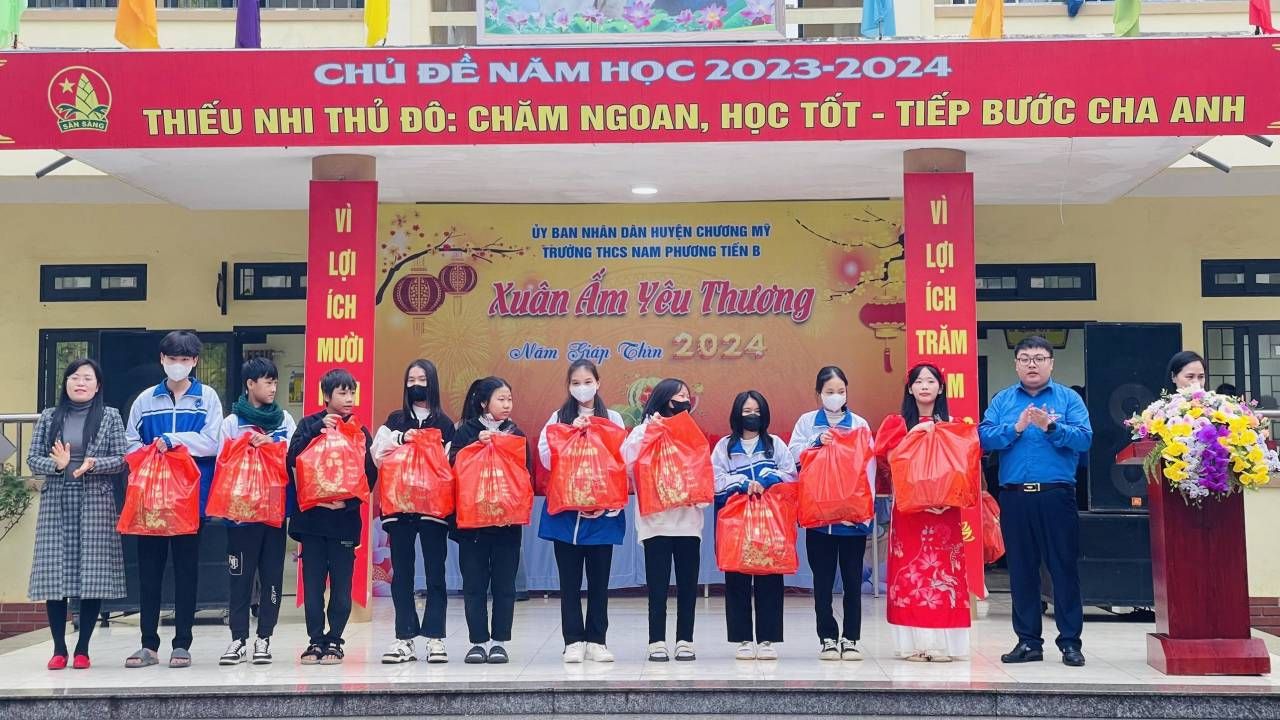 CHỦ ĐỀ NĂM HỌC 2023-2024
SẴN SÀNG
THIẾU NHI THỦ ĐÔ: CHĂM NGOAN, HỌC TỐT - TIẾP BƯỚC CHA ANH
ỦY BAN NHÂN DÂN HUYỆN CHƯƠNG MỸ
TRƯỜNG THCS NAM PHƯƠNG TIẾN B
Xuân Ấm Yêu Thương
Năm Giáp Thìn 2024
VÌ
LỢI
ÍCH
MƯỜI
VÌ
LỢI
ÍCH
TRĂM